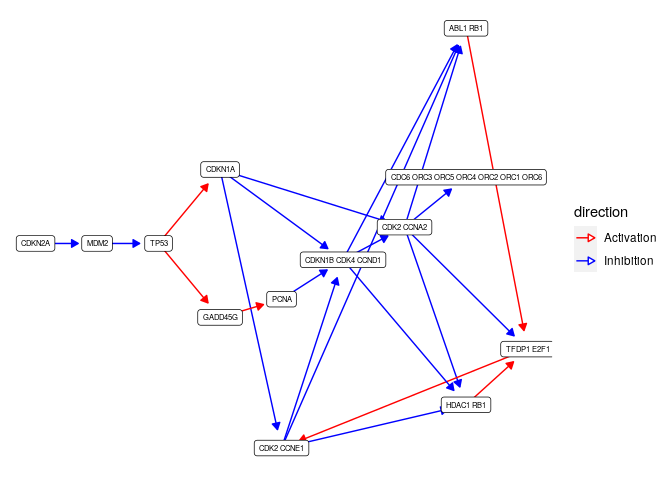 ABL1 RB1
CDKN1A
CDC6 ORC3 ORC5 ORC4 ORC2 ORC1 ORC6
direction
CDK2 CCNA2
Activation
CDKN2A
MDM2
TP53
CDKN1B CDK4 CCND1
Inhibition
PCNA
GADD45G
TFDP1 E2F1
HDAC1 RB1
CDK2 CCNE1